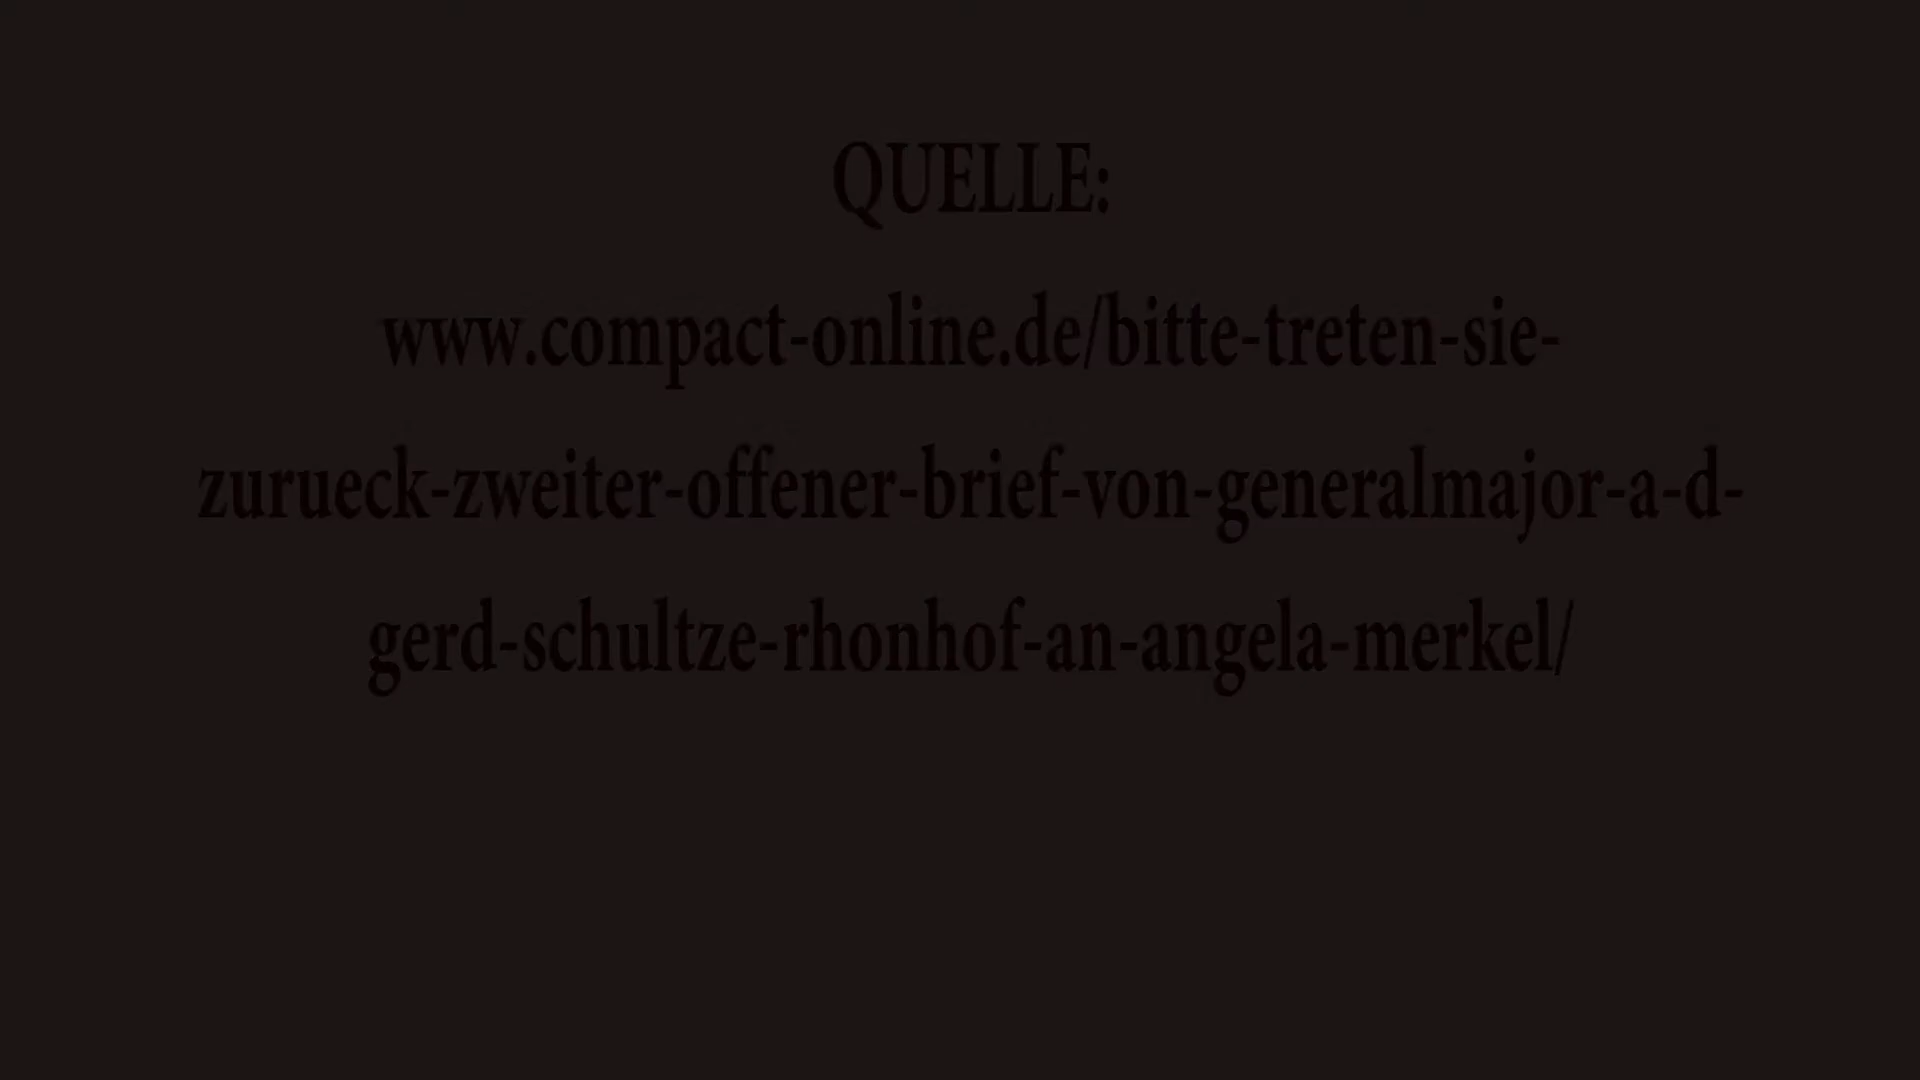 QUELLE:
www.compact-online.de/bitte-treten-sie-
zurueck-zweiter-offener-brief-von-generalmajor-a-d-
gerd-schultze-rhonhof-an-angela-merkel/